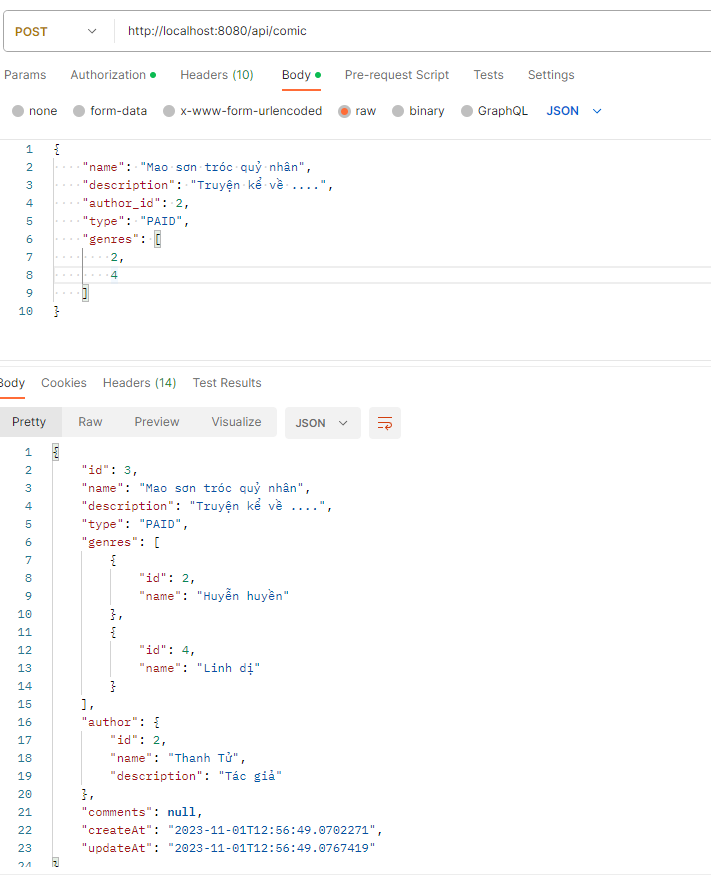 POST http://localhost:8080/api/comic
Params Authorization Headers (10) Body Pre-request Script Tests Settings
none form-data x-www-form-urlencoded raw binary GraphQL JSON
1 {
2 "name": "Mao sơn tróc quỷ nhân",
3 "description": "Truyện kể về ....",
4 "author_id": 2,
5 "type": "PAID",
6 "genres": [
7 2,
8 4
9 ]
10 }
Body Cookies Headers (14) Test Results
Pretty Raw Preview Visualize JSON
1 {
2 "id": 3,
3 "name": "Mao sơn tróc quỷ nhân",
4 "description": "Truyện kể về ....",
5 "type": "PAID",
6 "genres": [
7 {
8 "id": 2,
9 "name": "Huyễn huyền"
10 },
11 {
12 "id": 4,
13 "name": "Linh dị"
14 }
15 ],
16 "author": {
17 "id": 2,
18 "name": "Thanh Tử",
19 "description": "Tác giả"
20 },
21 "comments": null,
22 "createAt": "2023-11-01T12:56:49.0702271",
23 "updateAt": "2023-11-01T12:56:49.0767419"
24 }